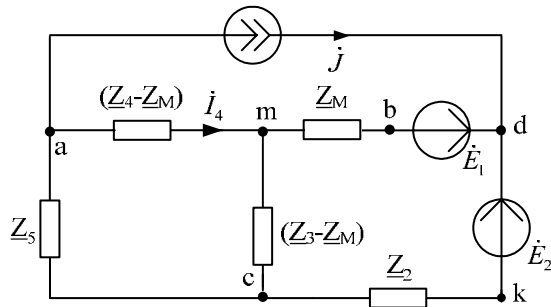 J̇
(Z̲4-Z̲M) İ4 m Z̲M b d
a Ė1
Z̲5 (Z̲3-Z̲M) Ė2
c Z̲2 k